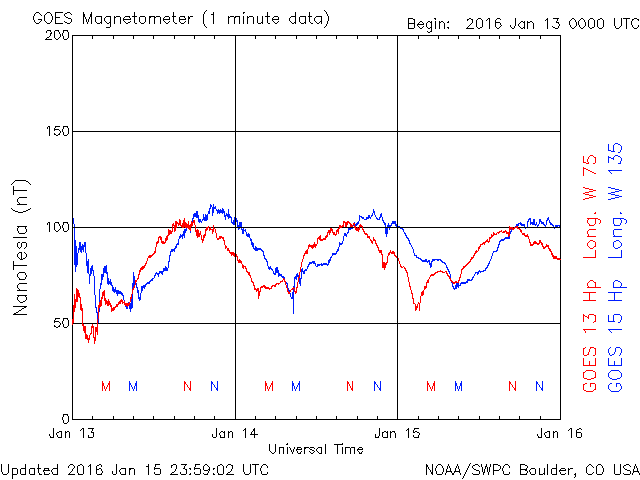 GOES Magnetometer (1 minute data)
Begin: 2016 Jan 13 0000 UTC
200
150
100
50
0
NanoTesla (nT)
M M N N M M N N M M N N
Jan 13 Jan 14 Jan 15 Jan 16
Universal Time
GOES 13 Hp Long. W 75
GOES 15 Hp Long. W 135
Updated 2016 Jan 15 23:59:02 UTC
NOAA/SWPC Boulder, CO USA